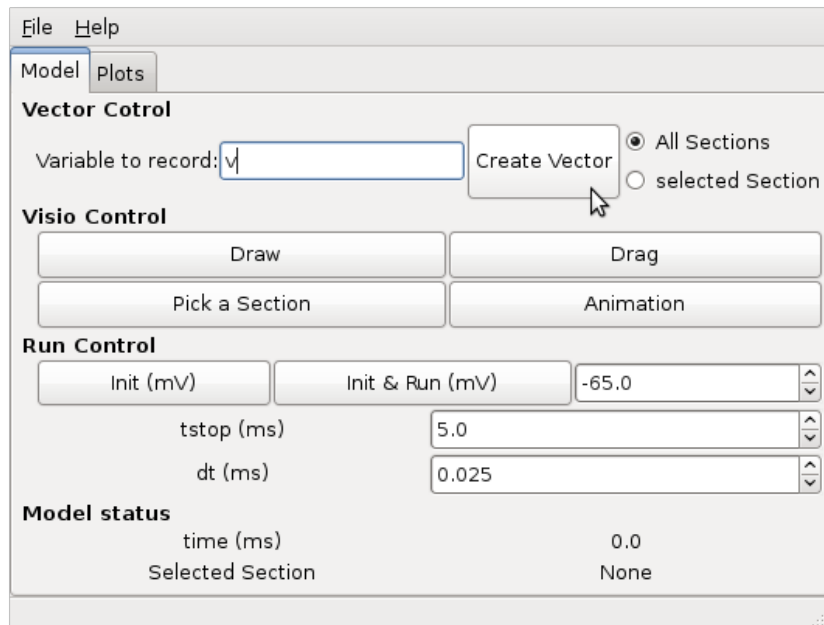 File Help
Model Plots
Vector Cotrol
Variable to record: v Create Vector All Sections
selected Section
Visio Control
Draw Drag
Pick a Section Animation
Run Control
Init (mV) Init & Run (mV) -65.0
tstop (ms) 5.0
dt (ms) 0.025
Model status
time (ms) 0.0
Selected Section None